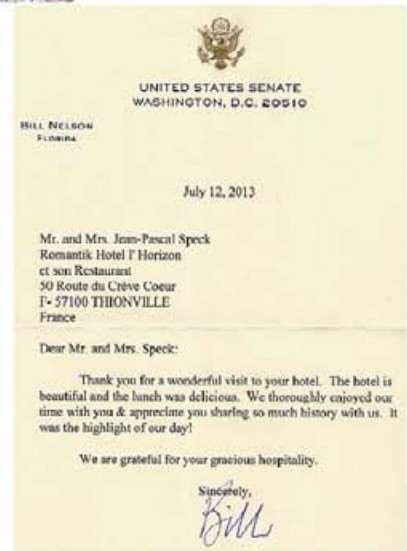 UNITED STATES SENATE
WASHINGTON, D.C. 20510
BILL NELSON
FLORIDA
July 12, 2013
Mr. and Mrs. Jean-Pascal Speck
Romantik Hotel l' Horizon
et son Restaurant
50 Route du Crève Coeur
F- 57100 THIONVILLE
France
Dear Mr. and Mrs. Speck:
Thank you for a wonderful visit to your hotel. The hotel is
beautiful and the lunch was delicious. We thoroughly enjoyed our
time with you & appreciate you sharing so much history with us. It
was the highlight of our day!
We are grateful for your gracious hospitality.
Sincerely,
Bill